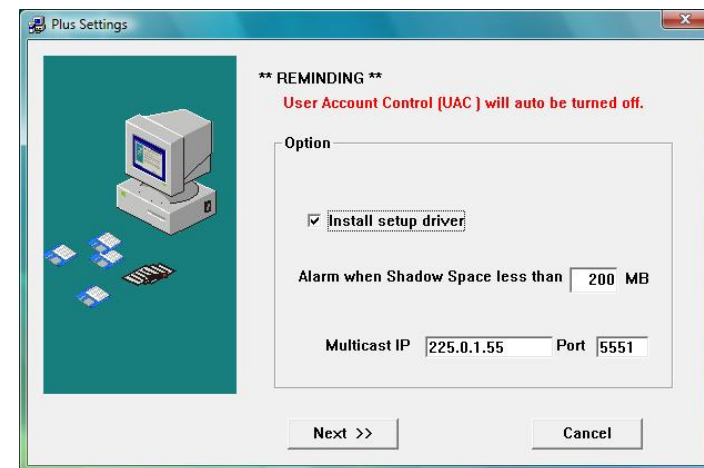 Plus Settings
** REMINDING **
User Account Control (UAC ) will auto be turned off.
Option
Install setup driver
Alarm when Shadow Space less than 200 MB
Multicast IP 225.0.1.55 Port 5551
Next >> Cancel